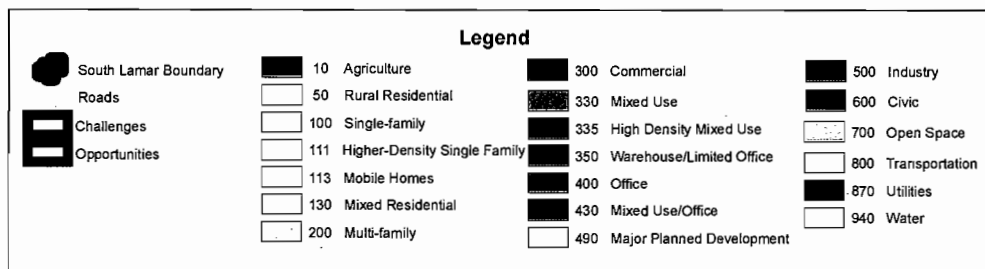 Legend
South Lamar Boundary
Roads
Challenges
Opportunities
10 Agriculture
50 Rural Residential
100 Single-family
111 Higher-Density Single Family
113 Mobile Homes
130 Mixed Residential
200 Multi-family
300 Commercial
330 Mixed Use
335 High Density Mixed Use
350 Warehouse/Limited Office
400 Office
430 Mixed Use/Office
490 Major Planned Development
500 Industry
600 Civic
700 Open Space
800 Transportation
870 Utilities
940 Water